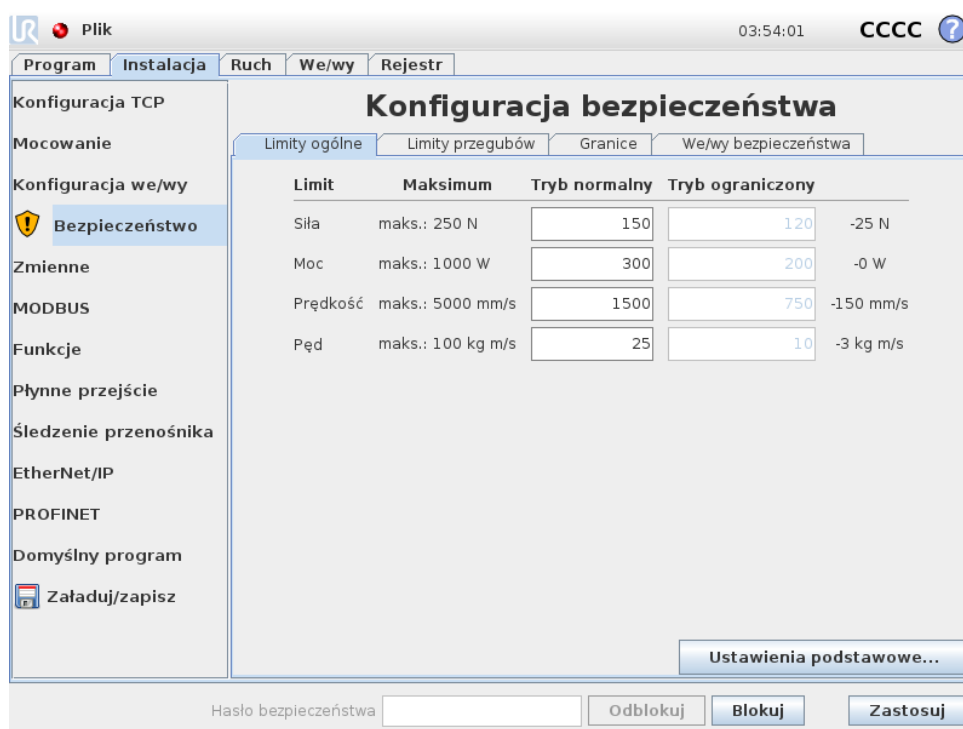 UR Plik 03:54:01 CCCC ?
Program Instalacja Ruch We/wy Rejestr
Konfiguracja TCP
Mocowanie
Konfiguracja we/wy
Bezpieczeństwo
Zmienne
MODBUS
Funkcje
Płynne przejście
Śledzenie przenośnika
EtherNet/IP
PROFINET
Domyślny program
Załaduj/zapisz
Konfiguracja bezpieczeństwa
Limity ogólne Limity przegubów Granice We/wy bezpieczeństwa
Limit Maksimum Tryb normalny Tryb ograniczony
Siła maks.: 250 N 150 120 -25 N
Moc maks.: 1000 W 300 200 -0 W
Prędkość maks.: 5000 mm/s 1500 750 -150 mm/s
Pęd maks.: 100 kg m/s 25 10 -3 kg m/s
Ustawienia podstawowe...
Hasło bezpieczeństwa Odblokuj Blokuj Zastosuj